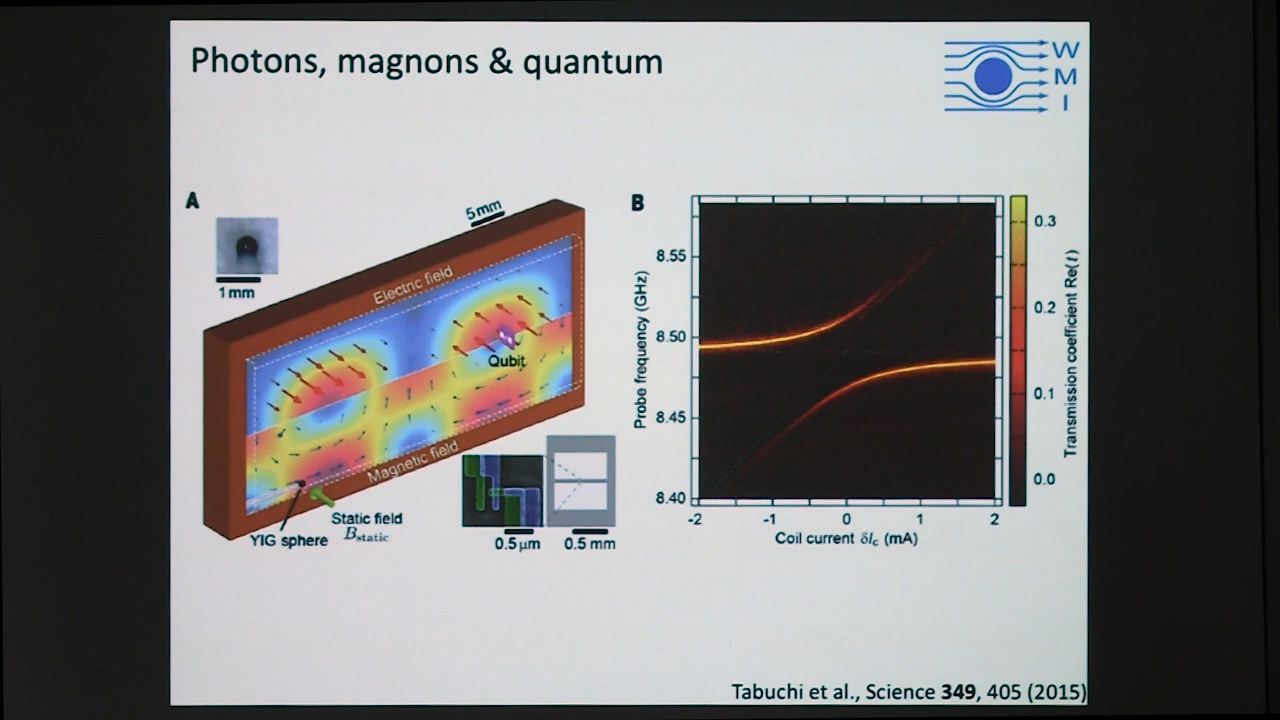 Photons, magnons & quantum
W
M
I
A
5 mm
1 mm
Electric field
Qubit
Magnetic field
YIG sphere
Static field
Bstatic
0.5 μm
0.5 mm
B
Probe frequency (GHz)
8.55
8.50
8.45
8.40
-2
-1
0
1
2
Coil current δIc (mA)
0.3
0.2
0.1
0.0
Transmission coefficient Re(t)
Tabuchi et al., Science 349, 405 (2015)